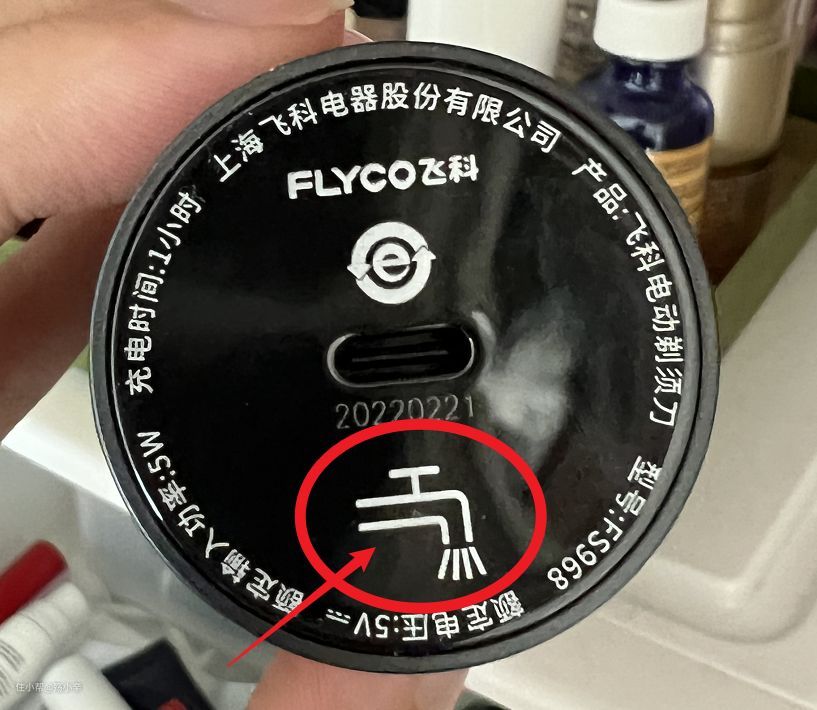 上海飞科电器股份有限公司
产品:飞科电动剃须刀
型号:FS968
额定电压:5V⎓
额定输入功率:5W
充电时间:1小时
FLYCO飞科
e
20220221